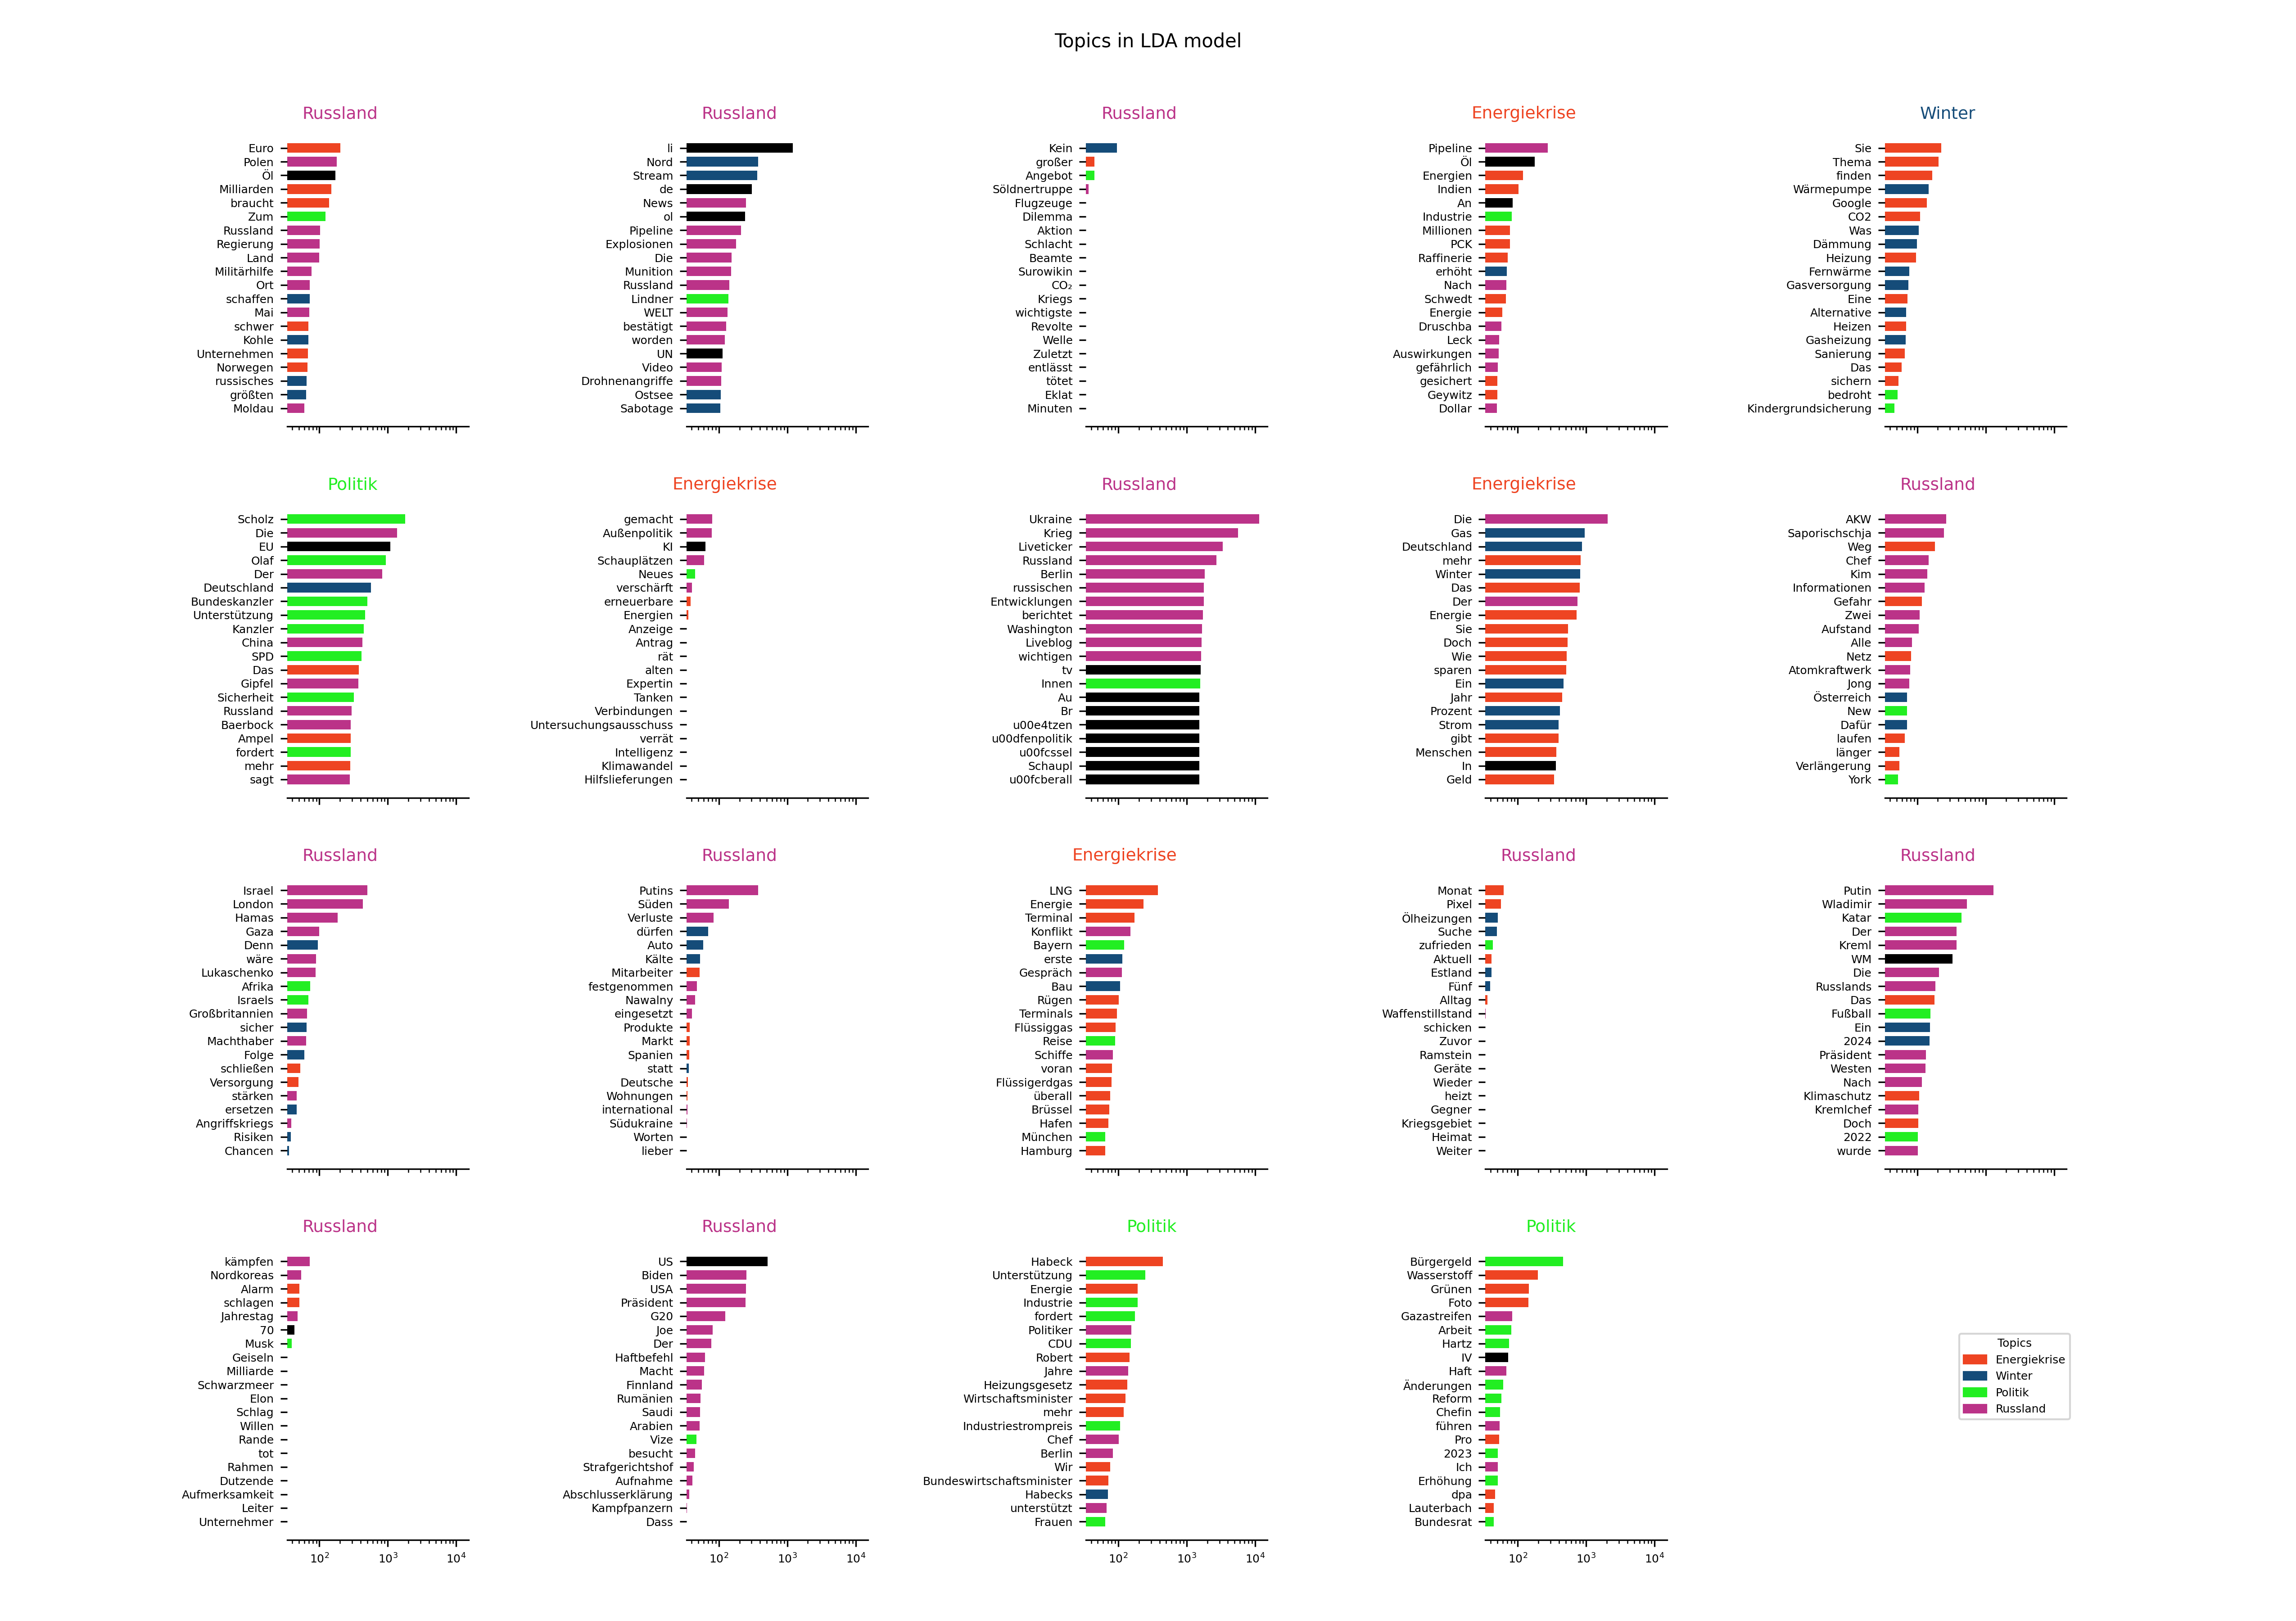 Topics in LDA model
Russland
Euro
Polen
Öl
Milliarden
braucht
Zum
Russland
Regierung
Land
Militärhilfe
Ort
schaffen
Mai
schwer
Kohle
Unternehmen
Norwegen
russisches
größten
Moldau
Russland
li
Nord
Stream
de
News
ol
Pipeline
Explosionen
Die
Munition
Russland
Lindner
WELT
bestätigt
worden
UN
Video
Drohnenangriffe
Ostsee
Sabotage
Russland
Kein
großer
Angebot
Söldnertruppe
Flugzeuge
Dilemma
Aktion
Schlacht
Beamte
Surowikin
CO₂
Kriegs
wichtigste
Revolte
Welle
Zuletzt
entlässt
tötet
Eklat
Minuten
Energiekrise
Pipeline
Öl
Energien
Indien
An
Industrie
Millionen
PCK
Raffinerie
erhöht
Nach
Schwedt
Energie
Druschba
Leck
Auswirkungen
gefährlich
gesichert
Geywitz
Dollar
Winter
Sie
Thema
finden
Wärmepumpe
Google
CO2
Was
Dämmung
Heizung
Fernwärme
Gasversorgung
Eine
Alternative
Heizen
Gasheizung
Sanierung
Das
sichern
bedroht
Kindergrundsicherung
Politik
Scholz
Die
EU
Olaf
Der
Deutschland
Bundeskanzler
Unterstützung
Kanzler
China
SPD
Das
Gipfel
Sicherheit
Russland
Baerbock
Ampel
fordert
mehr
sagt
Energiekrise
gemacht
Außenpolitik
KI
Schauplätzen
Neues
verschärft
erneuerbare
Energien
Anzeige
Antrag
rät
alten
Expertin
Tanken
Verbindungen
Untersuchungsausschuss
verrät
Intelligenz
Klimawandel
Hilfslieferungen
Russland
Ukraine
Krieg
Liveticker
Russland
Berlin
russischen
Entwicklungen
berichtet
Washington
Liveblog
wichtigen
tv
Innen
Au
Br
u00e4tzen
u00dfenpolitik
u00fcssel
Schaupl
u00fcberall
Energiekrise
Die
Gas
Deutschland
mehr
Winter
Das
Der
Energie
Sie
Doch
Wie
sparen
Ein
Jahr
Prozent
Strom
gibt
Menschen
In
Geld
Russland
AKW
Saporischschja
Weg
Chef
Kim
Informationen
Gefahr
Zwei
Aufstand
Alle
Netz
Atomkraftwerk
Jong
Österreich
New
Dafür
laufen
länger
Verlängerung
York
Russland
Israel
London
Hamas
Gaza
Denn
wäre
Lukaschenko
Afrika
Israels
Großbritannien
sicher
Machthaber
Folge
schließen
Versorgung
stärken
ersetzen
Angriffskriegs
Risiken
Chancen
Russland
Putins
Süden
Verluste
dürfen
Auto
Kälte
Mitarbeiter
festgenommen
Nawalny
eingesetzt
Produkte
Markt
Spanien
statt
Deutsche
Wohnungen
international
Südukraine
Worten
lieber
Energiekrise
LNG
Energie
Terminal
Konflikt
Bayern
erste
Gespräch
Bau
Rügen
Terminals
Flüssiggas
Reise
Schiffe
voran
Flüssigerdgas
überall
Brüssel
Hafen
München
Hamburg
Russland
Monat
Pixel
Ölheizungen
Suche
zufrieden
Aktuell
Estland
Fünf
Alltag
Waffenstillstand
schicken
Zuvor
Ramstein
Geräte
Wieder
heizt
Gegner
Kriegsgebiet
Heimat
Weiter
Russland
Putin
Wladimir
Katar
Der
Kreml
WM
Die
Russlands
Das
Fußball
Ein
2024
Präsident
Westen
Nach
Klimaschutz
Kremlchef
Doch
2022
wurde
Russland
kämpfen
Nordkoreas
Alarm
schlagen
Jahrestag
70
Musk
Geiseln
Milliarde
Schwarzmeer
Elon
Schlag
Willen
Rande
tot
Rahmen
Dutzende
Aufmerksamkeit
Leiter
Unternehmer
10² 10³ 10⁴
Russland
US
Biden
USA
Präsident
G20
Joe
Der
Haftbefehl
Macht
Finnland
Rumänien
Saudi
Arabien
Vize
besucht
Strafgerichtshof
Aufnahme
Abschlusserklärung
Kampfpanzern
Dass
10² 10³ 10⁴
Politik
Habeck
Unterstützung
Energie
Industrie
fordert
Politiker
CDU
Robert
Jahre
Heizungsgesetz
Wirtschaftsminister
mehr
Industriestrompreis
Chef
Berlin
Wir
Bundeswirtschaftsminister
Habecks
unterstützt
Frauen
10² 10³ 10⁴
Politik
Bürgergeld
Wasserstoff
Grünen
Foto
Gazastreifen
Arbeit
Hartz
IV
Haft
Änderungen
Reform
Chefin
führen
Pro
2023
Ich
Erhöhung
dpa
Lauterbach
Bundesrat
10² 10³ 10⁴
Topics
Energiekrise
Winter
Politik
Russland